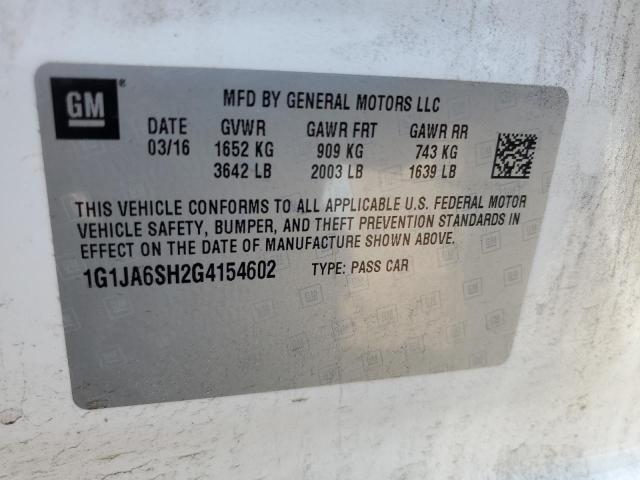 GM ®
MFD BY GENERAL MOTORS LLC
DATE GVWR GAWR FRT GAWR RR
03/16 1652 KG 909 KG 743 KG
3642 LB 2003 LB 1639 LB
THIS VEHICLE CONFORMS TO ALL APPLICABLE U.S. FEDERAL MOTOR
VEHICLE SAFETY, BUMPER, AND THEFT PREVENTION STANDARDS IN
EFFECT ON THE DATE OF MANUFACTURE SHOWN ABOVE.
1G1JA6SH2G4154602 TYPE: PASS CAR